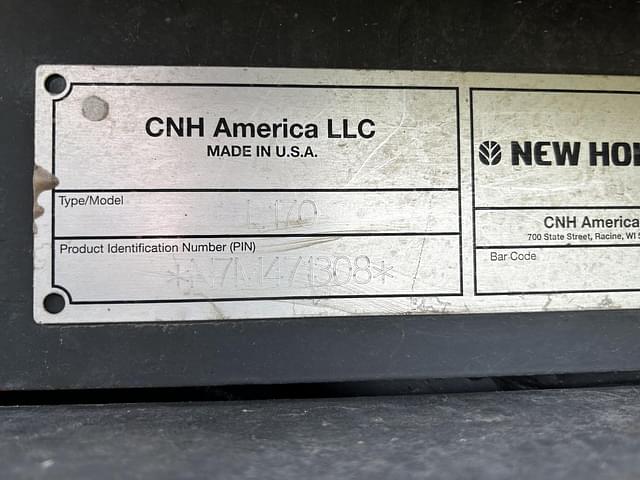 CNH America LLC
MADE IN U.S.A.
Type/Model
L170
Product Identification Number (PIN)
*N7M471308*
NEW HO
CNH America
700 State Street, Racine, WI
Bar Code